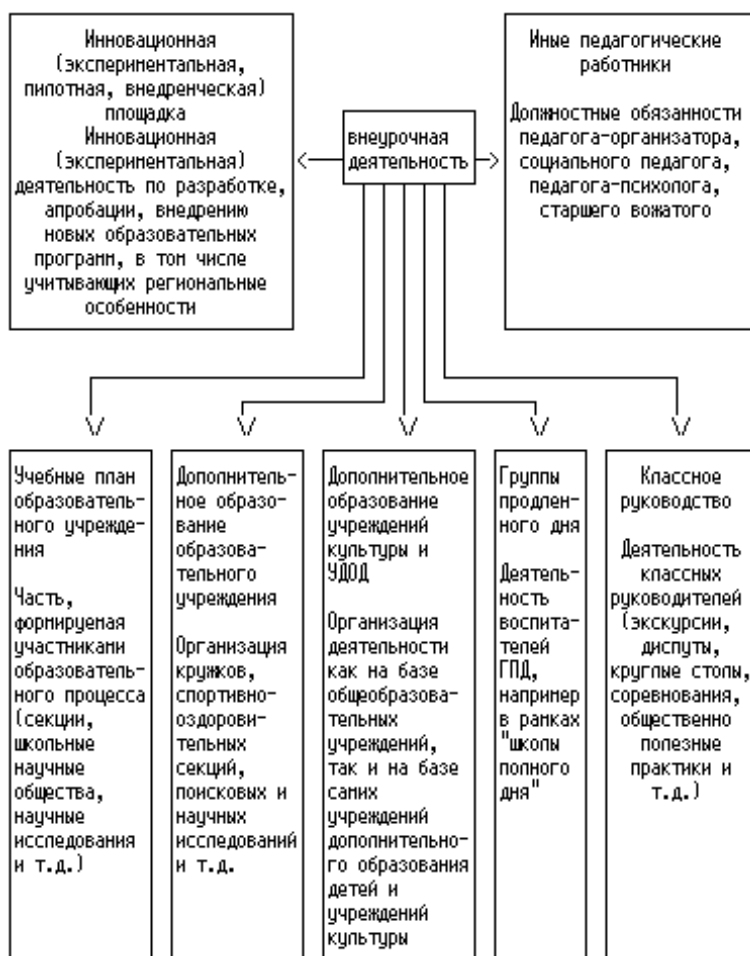 Инновационная
(экспериментальная,
пилотная, внедренческая)
площадка
Инновационная
(экспериментальная)
деятельность по разработке,
апробации, внедрению
новых образовательных
программ, в том числе
учитывающих региональные
особенности
внеурочная
деятельность
Иные педагогические
работники
Должностные обязанности
педагога-организатора,
социального педагога,
педагога-психолога,
старшего вожатого
Учебные план
образователь-
ного учрежде-
ния
Часть,
формируемая
участниками
образователь-
ного процесса
(секции,
школьные
научные
общества,
научные
исследования
и т.д.)
Дополнитель-
ное образо-
вание
образова-
тельного
учреждения
Организация
кружков,
спортивно-
оздорови-
тельных
секций,
поисковых и
научных
исследований
и т.д.
Дополнительное
образование
учреждений
культуры и
УДОД
Организация
деятельности
как на базе
общеобразова-
тельных
учреждений,
так и на базе
самих
учреждений
дополнительно-
го образования
детей и
учреждений
культуры
Группы
продлен-
ного дня
Деятель-
ность
воспита-
телей
ГПД,
например
в рамках
"школы
полного
дня"
Классное
руководство
Деятельность
классных
руководителей
(экскурсии,
диспуты,
круглые столы,
соревнования,
общественно
полезные
практики и
т.д.)